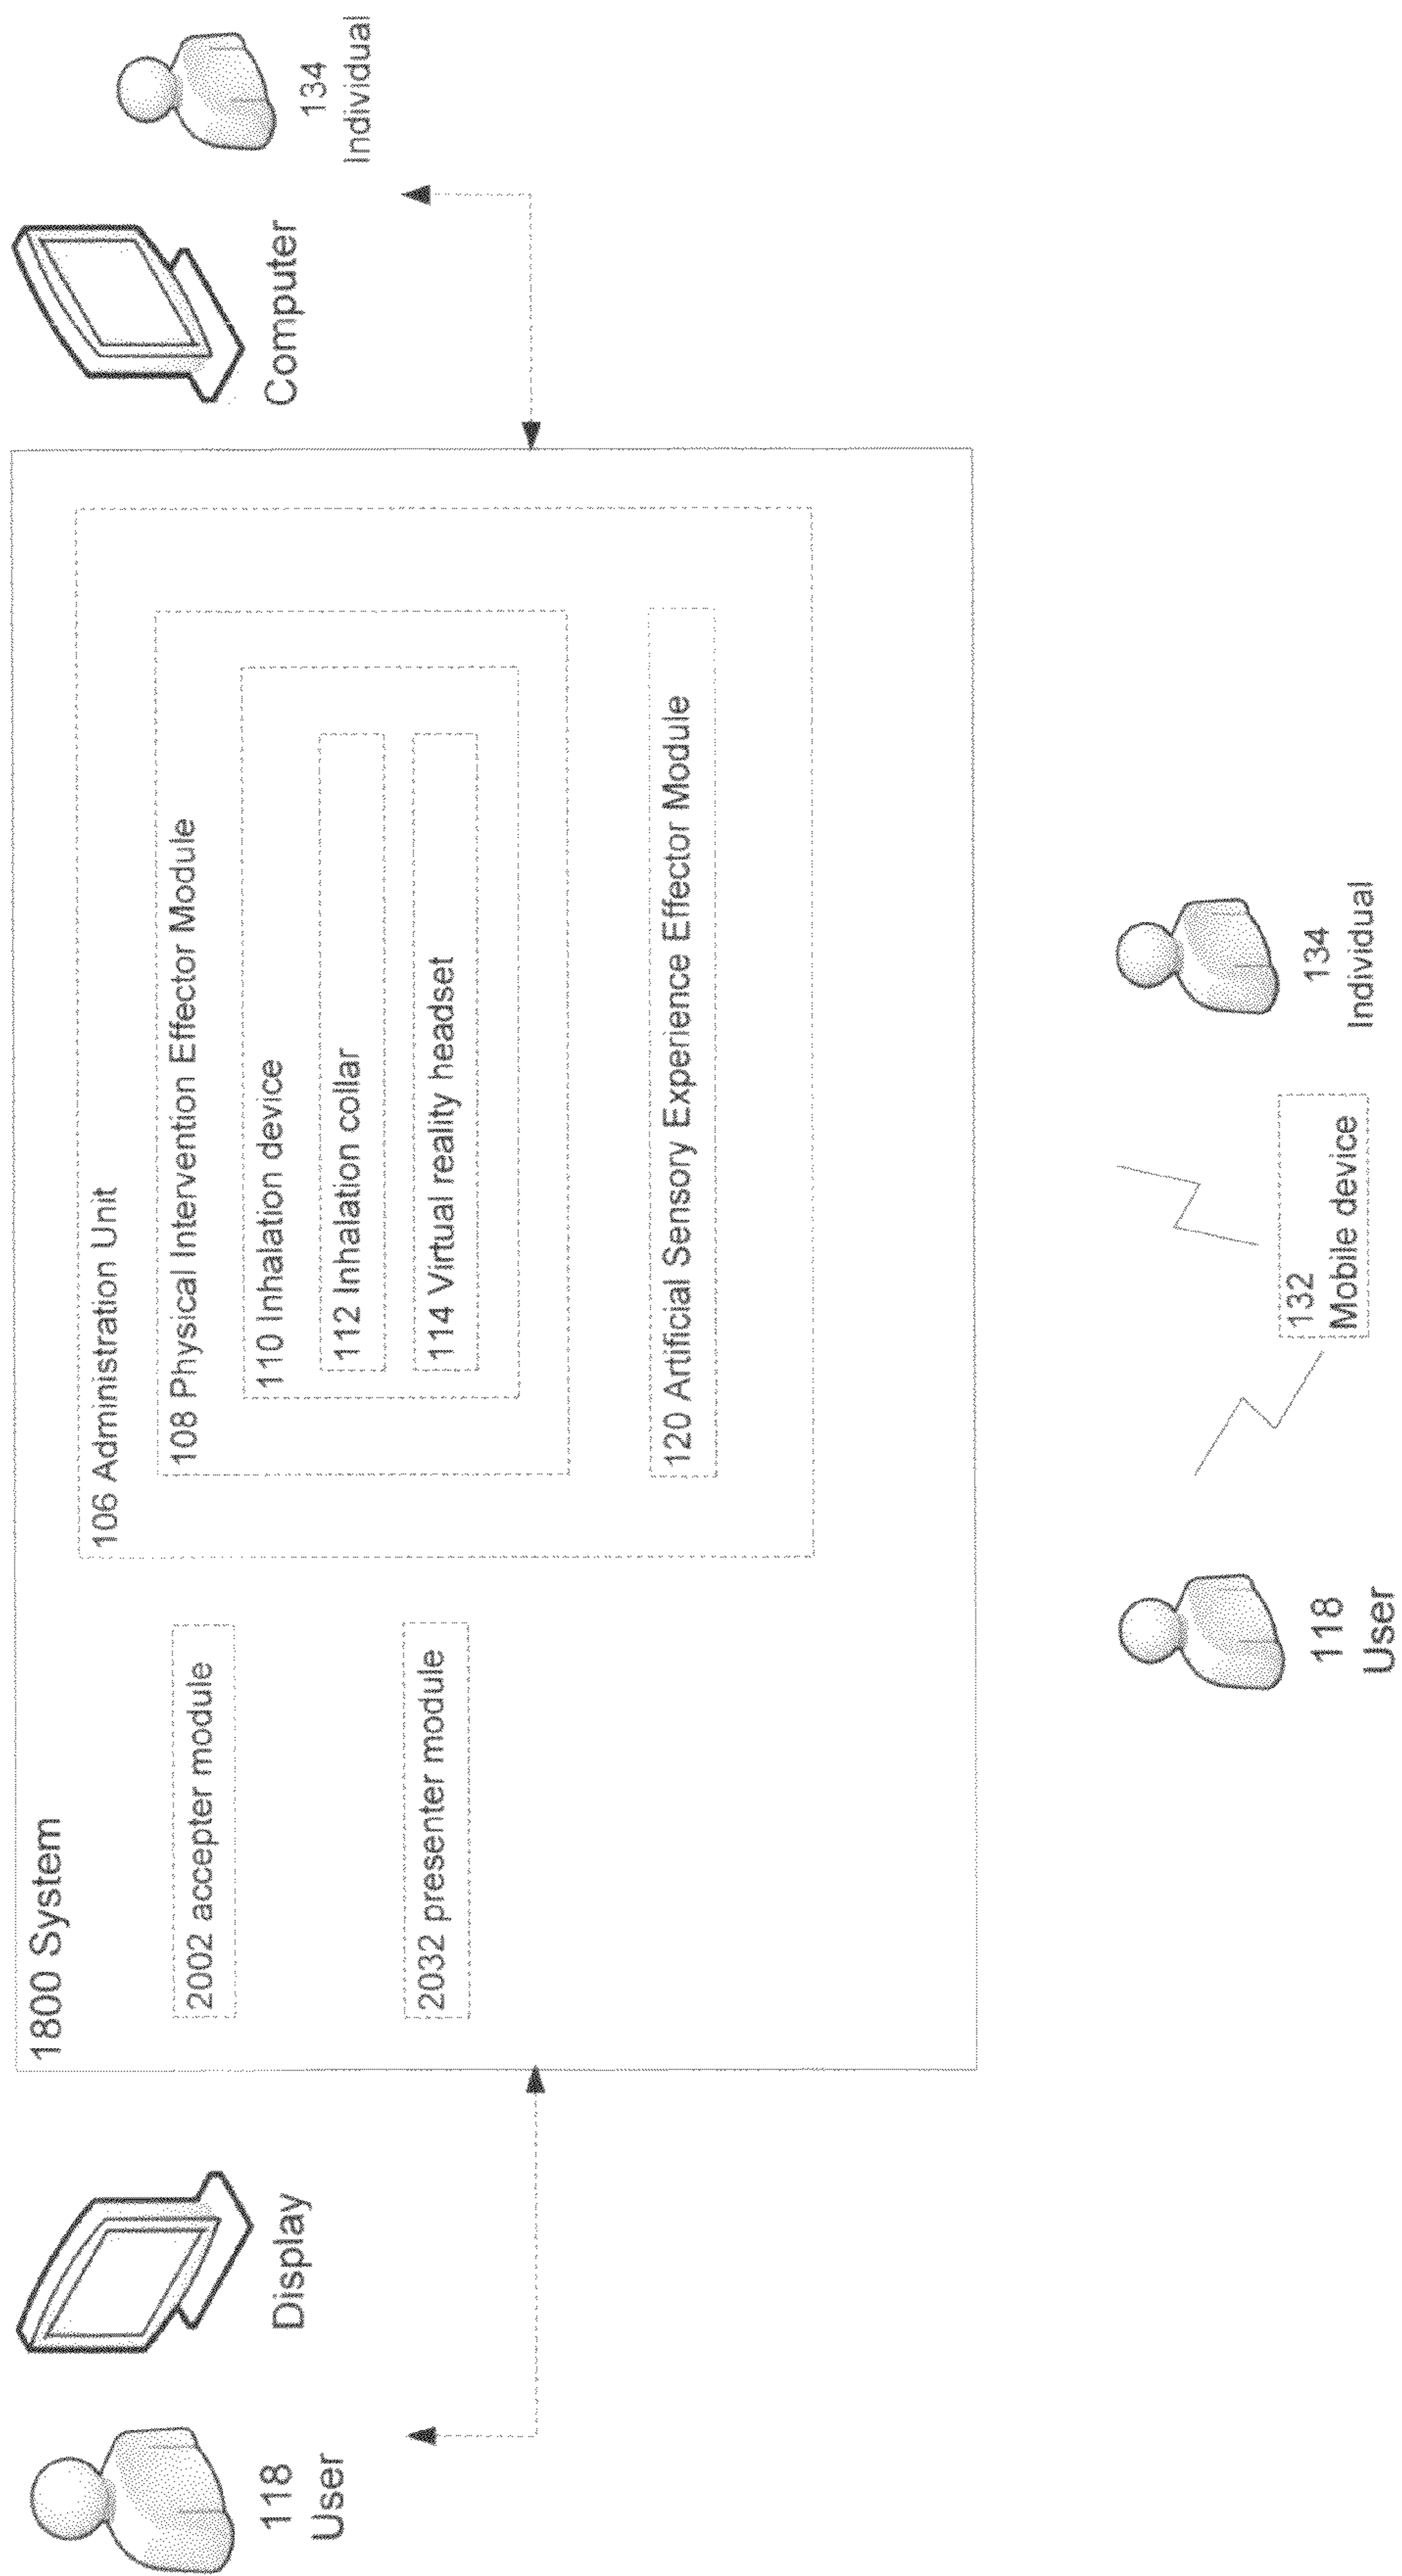 1800 System
106 Administration Unit
108 Physical Intervention Effector Module
2002 accepter module
110 Inhalation device
112 Inhalation collar
2032 presenter module
114 Virtual reality headset
120 Artificial Sensory Experience Effector Module
Display
118
User
Computer
134
Individual
118
User
132
Mobile device
134
Individual